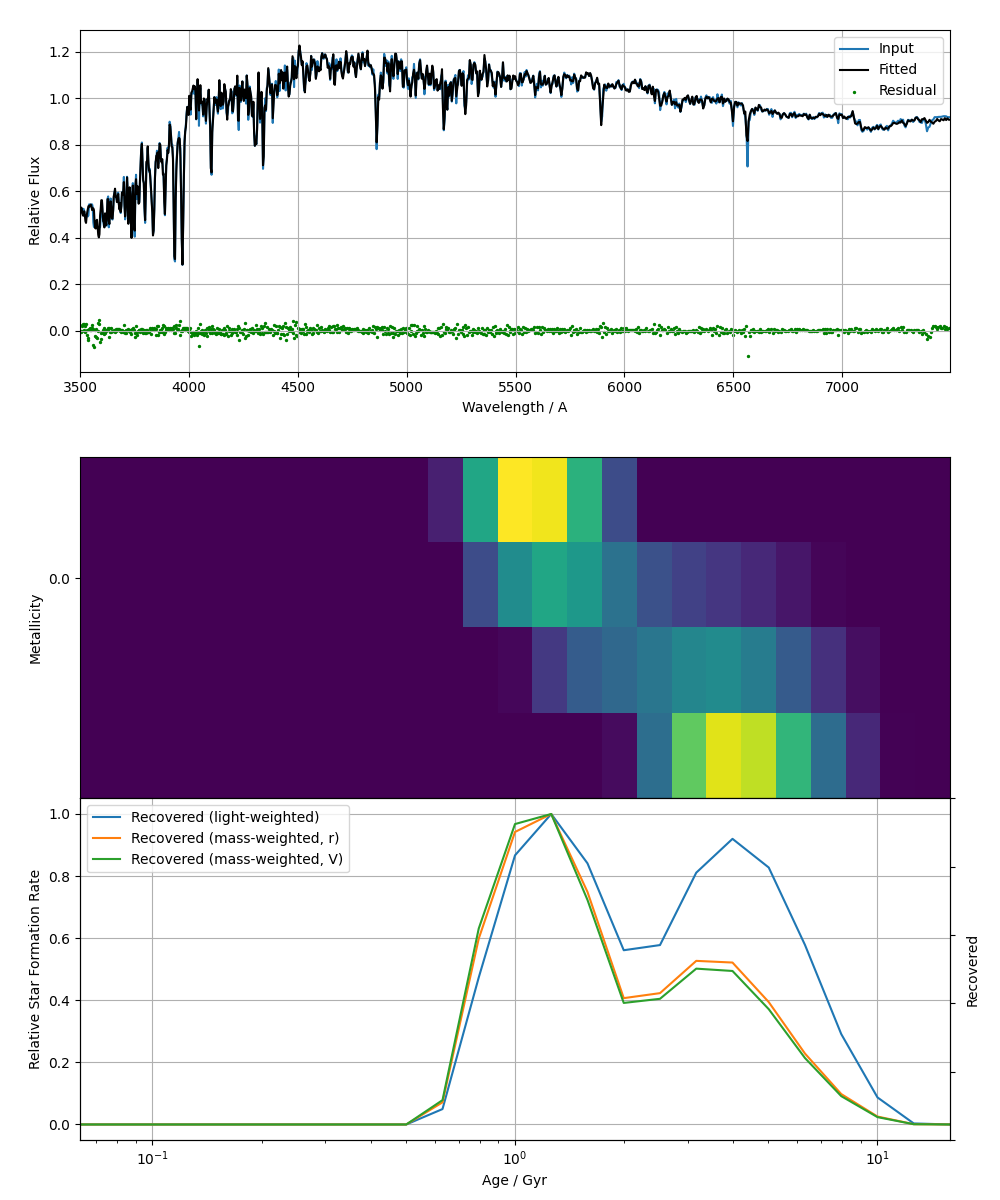 1.2
1.0
0.8
0.6
0.4
0.2
0.0
Relative Flux
Input
Fitted
Residual
3500 4000 4500 5000 5500 6000 6500 7000
Wavelength / A
0.0
Metallicity
1.0
0.8
0.6
0.4
0.2
0.0
Relative Star Formation Rate
Recovered (light-weighted)
Recovered (mass-weighted, r)
Recovered (mass-weighted, V)
Recovered
10⁻¹ 10⁰ 10¹
Age / Gyr